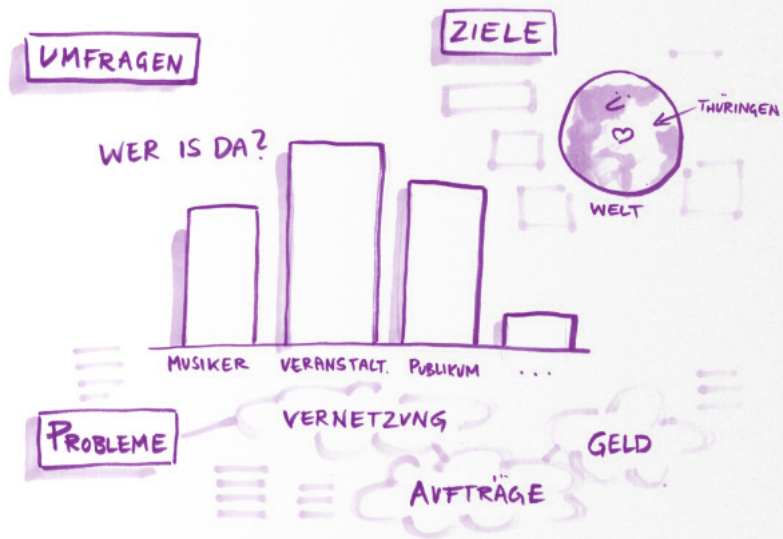 UMFRAGEN
ZIELE
WER IS DA?
THÜRINGEN
WELT
MUSIKER VERANSTALT. PUBLIKUM ...
PROBLEME
VERNETZUNG
GELD
AUFTRÄGE